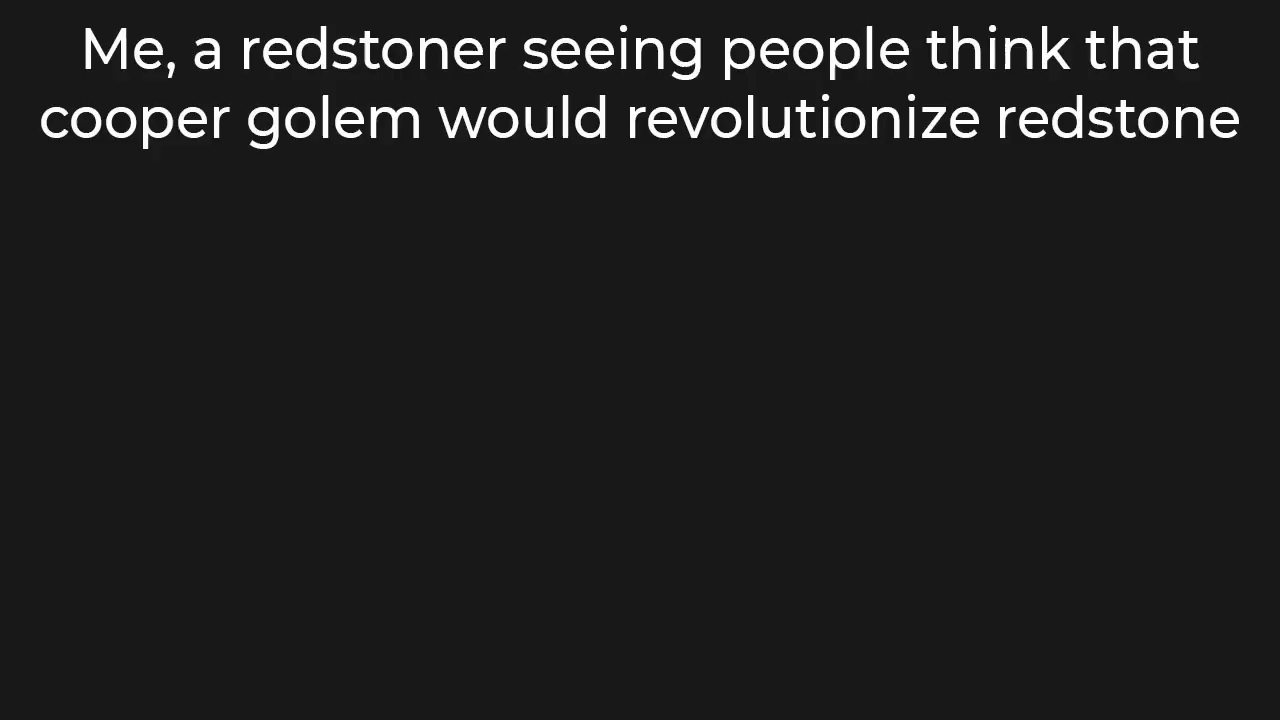 Me, a redstoner seeing people think that
cooper golem would revolutionize redstone